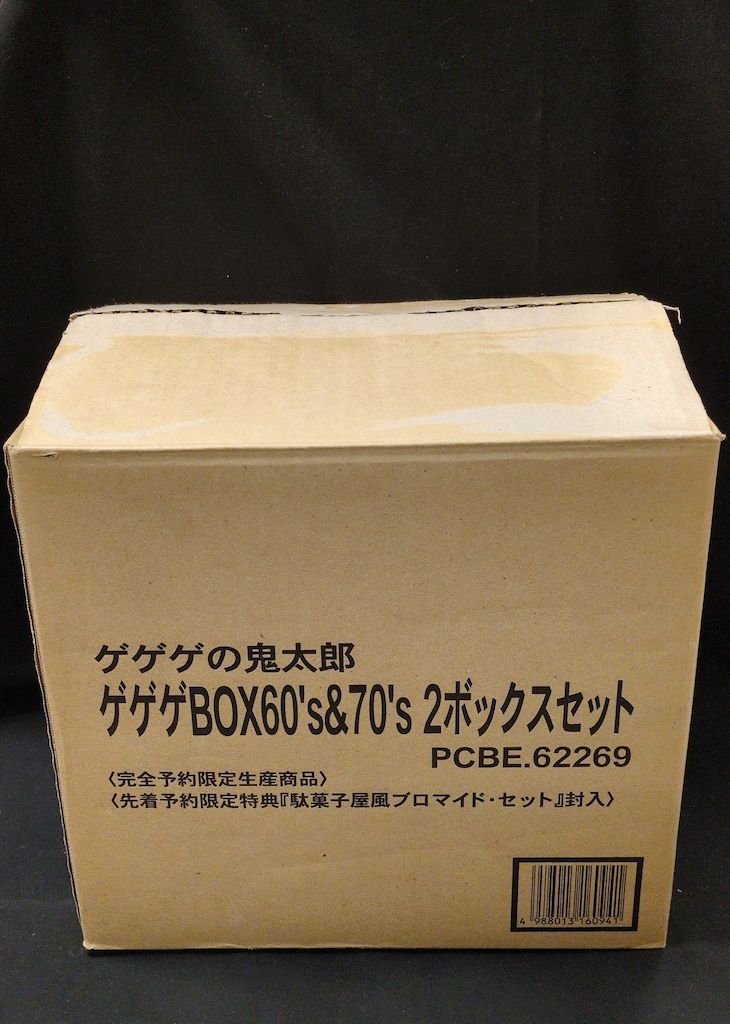 ゲゲゲの鬼太郎
ゲゲゲBOX60's&70's 2ボックスセット
PCBE.62269
〈完全予約限定生産商品〉
〈先着予約限定特典『駄菓子屋風ブロマイド・セット』封入〉
4 988013 160941